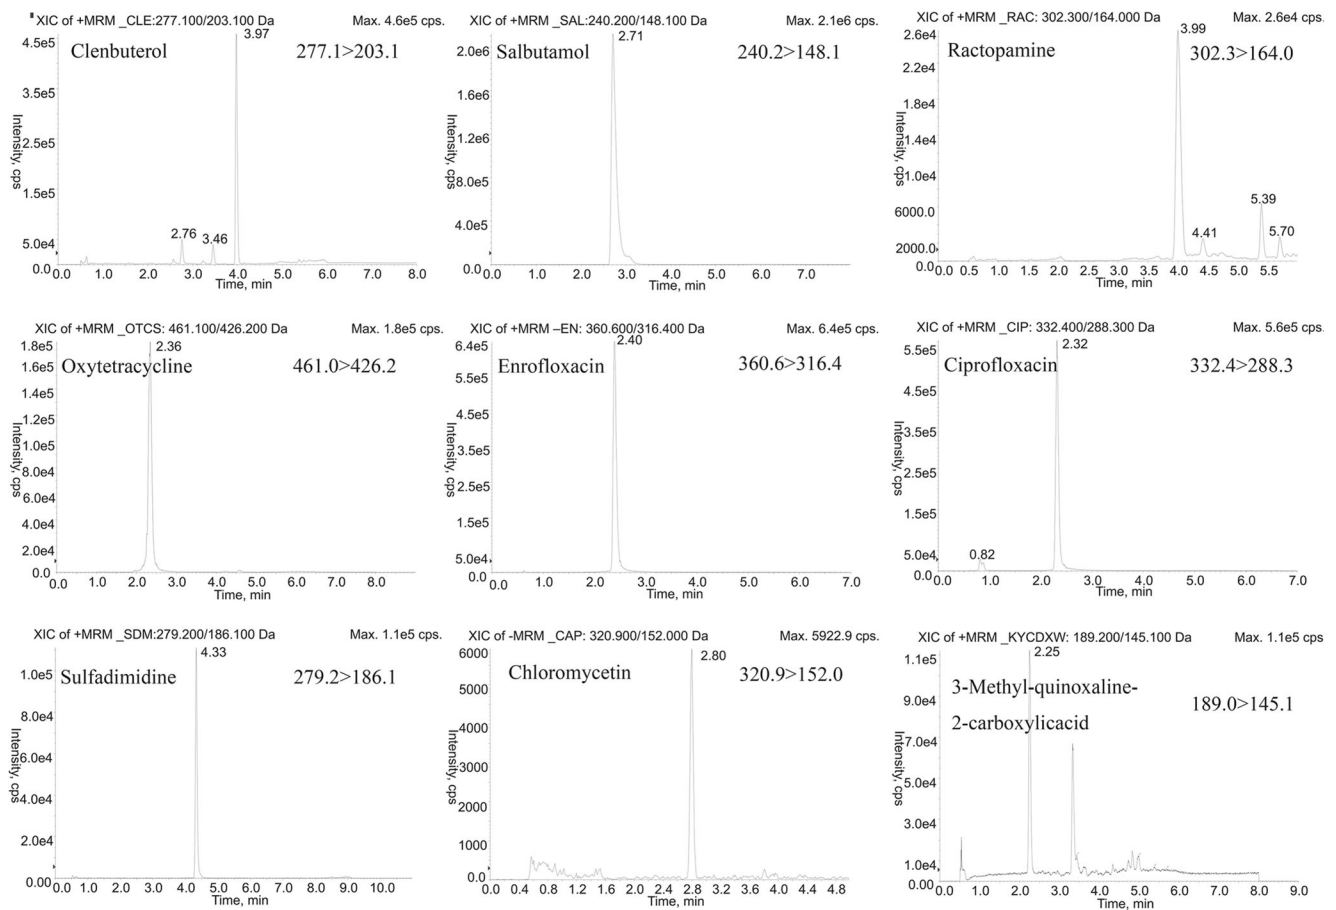 XIC of +MRM _CLE:277.100/203.100 Da Max. 4.6e5 cps.
3.97
Clenbuterol 277.1>203.1
4.5e5
3.5e5
2.5e5
1.5e5
5.0e4
0.0
2.76
3.46
Intensity, cps
0.0 1.0 2.0 3.0 4.0 5.0 6.0 7.0 8.0
Time, min
XIC of +MRM _SAL:240.200/148.100 Da Max. 2.1e6 cps.
2.71
Salbutamol 240.2>148.1
2.0e6
1.6e6
1.2e6
8.0e5
4.0e5
0.0
Intensity, cps
0.0 1.0 2.0 3.0 4.0 5.0 6.0 7.0
Time, min
XIC of +MRM _RAC: 302.300/164.000 Da Max. 2.6e4 cps.
3.99
Ractopamine 302.3>164.0
2.6e4
2.2e4
1.8e4
1.4e4
1.0e4
6000.0
2000.0
0.0
4.41
5.39
5.70
Intensity, cps
0.0 0.5 1.0 1.5 2.0 2.5 3.0 3.5 4.0 4.5 5.0 5.5
Time, min
XIC of +MRM _OTCS: 461.100/426.200 Da Max. 1.8e5 cps.
2.36
Oxytetracycline 461.0>426.2
1.8e5
1.6e5
1.4e5
1.2e5
1.0e5
8.0e4
6.0e4
4.0e4
2.0e4
0.0
Intensity, cps
0.0 1.0 2.0 3.0 4.0 5.0 6.0 7.0 8.0
Time, min
XIC of +MRM –EN: 360.600/316.400 Da Max. 6.4e5 cps.
2.40
Enrofloxacin 360.6>316.4
6.4e5
5.5e5
4.5e5
3.5e5
2.5e5
1.5e5
5.0e4
0.0
Intensity, cps
0.0 1.0 2.0 3.0 4.0 5.0 6.0 7.0
Time, min
XIC of +MRM _CIP: 332.400/288.300 Da Max. 5.6e5 cps.
2.32
Ciprofloxacin 332.4>288.3
5.5e5
4.5e5
3.5e5
2.5e5
1.5e5
5.0e4
0.0
0.82
Intensity, cps
0.0 1.0 2.0 3.0 4.0 5.0 6.0 7.0
Time, min
XIC of +MRM _SDM:279.200/186.100 Da Max. 1.1e5 cps.
4.33
Sulfadimidine 279.2>186.1
1.0e5
8.0e4
6.0e4
4.0e4
2.0e4
0.00
Intensity, cps
0.0 1.0 2.0 3.0 4.0 5.0 6.0 7.0 8.0 9.0 10.0
Time, min
XIC of -MRM _CAP: 320.900/152.000 Da Max. 5922.9 cps.
2.80
Chloromycetin 320.9>152.0
6000
5000
4000
3000
2000
1000
0.0
Intensity, cps
0.0 0.4 0.8 1.2 1.6 2.0 2.4 2.8 3.2 3.6 4.0 4.4 4.8
Time, min
XIC of +MRM _KYCDXW: 189.200/145.100 Da Max. 1.1e5 cps
2.25
3-Methyl-quinoxaline-
2-carboxylicacid
189.0>145.1
1.1e5
9.0e4
7.0e4
5.0e4
3.0e4
1.0e4
0.00
Intensity, cps
0.0 1.0 2.0 3.0 4.0 5.0 6.0 7.0 8.0 9.0
Time, min